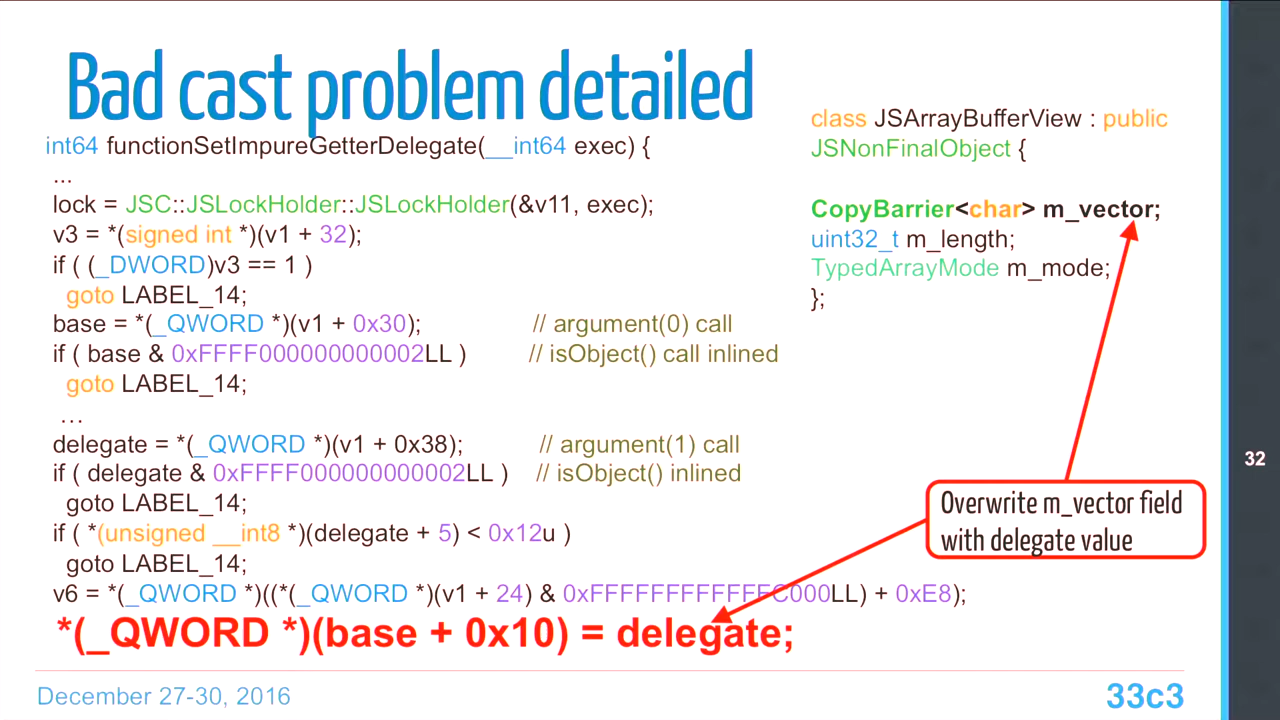 Bad cast problem detailed
int64 functionSetImpureGetterDelegate(__int64 exec) {
...
lock = JSC::JSLockHolder::JSLockHolder(&v11, exec);
v3 = *(signed int *)(v1 + 32);
if ( (_DWORD)v3 == 1 )
goto LABEL_14;
base = *(_QWORD *)(v1 + 0x30); // argument(0) call
if ( base & 0xFFFF000000000002LL ) // isObject() call inlined
goto LABEL_14;
...
delegate = *(_QWORD *)(v1 + 0x38); // argument(1) call
if ( delegate & 0xFFFF000000000002LL ) // isObject() inlined
goto LABEL_14;
if ( *(unsigned __int8 *)(delegate + 5) < 0x12u )
goto LABEL_14;
v6 = *(_QWORD *)((*(_QWORD *)(v1 + 24) & 0xFFFFFFFFFFFFC000LL) + 0xE8);
*(_QWORD *)(base + 0x10) = delegate;
class JSArrayBufferView : public
JSNonFinalObject {
CopyBarrier<char> m_vector;
uint32_t m_length;
TypedArrayMode m_mode;
};
Overwrite m_vector field
with delegate value
32
December 27-30, 2016
33c3